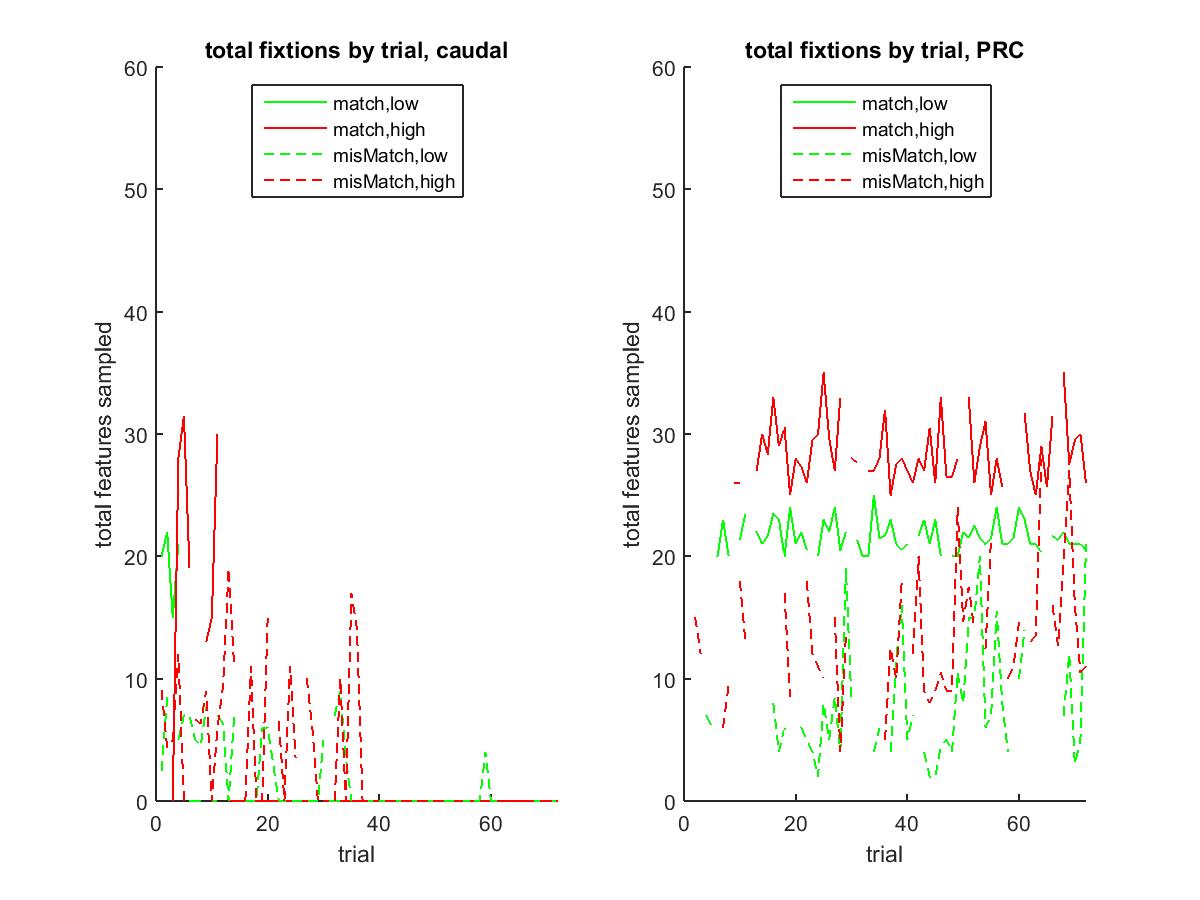 total fixtions by trial, caudal
60
50
40
30
20
10
0
total features sampled
match,low
match,high
misMatch,low
misMatch,high
0 20 40 60
trial
total fixtions by trial, PRC
60
50
40
30
20
10
0
total features sampled
match,low
match,high
misMatch,low
misMatch,high
0 20 40 60
trial